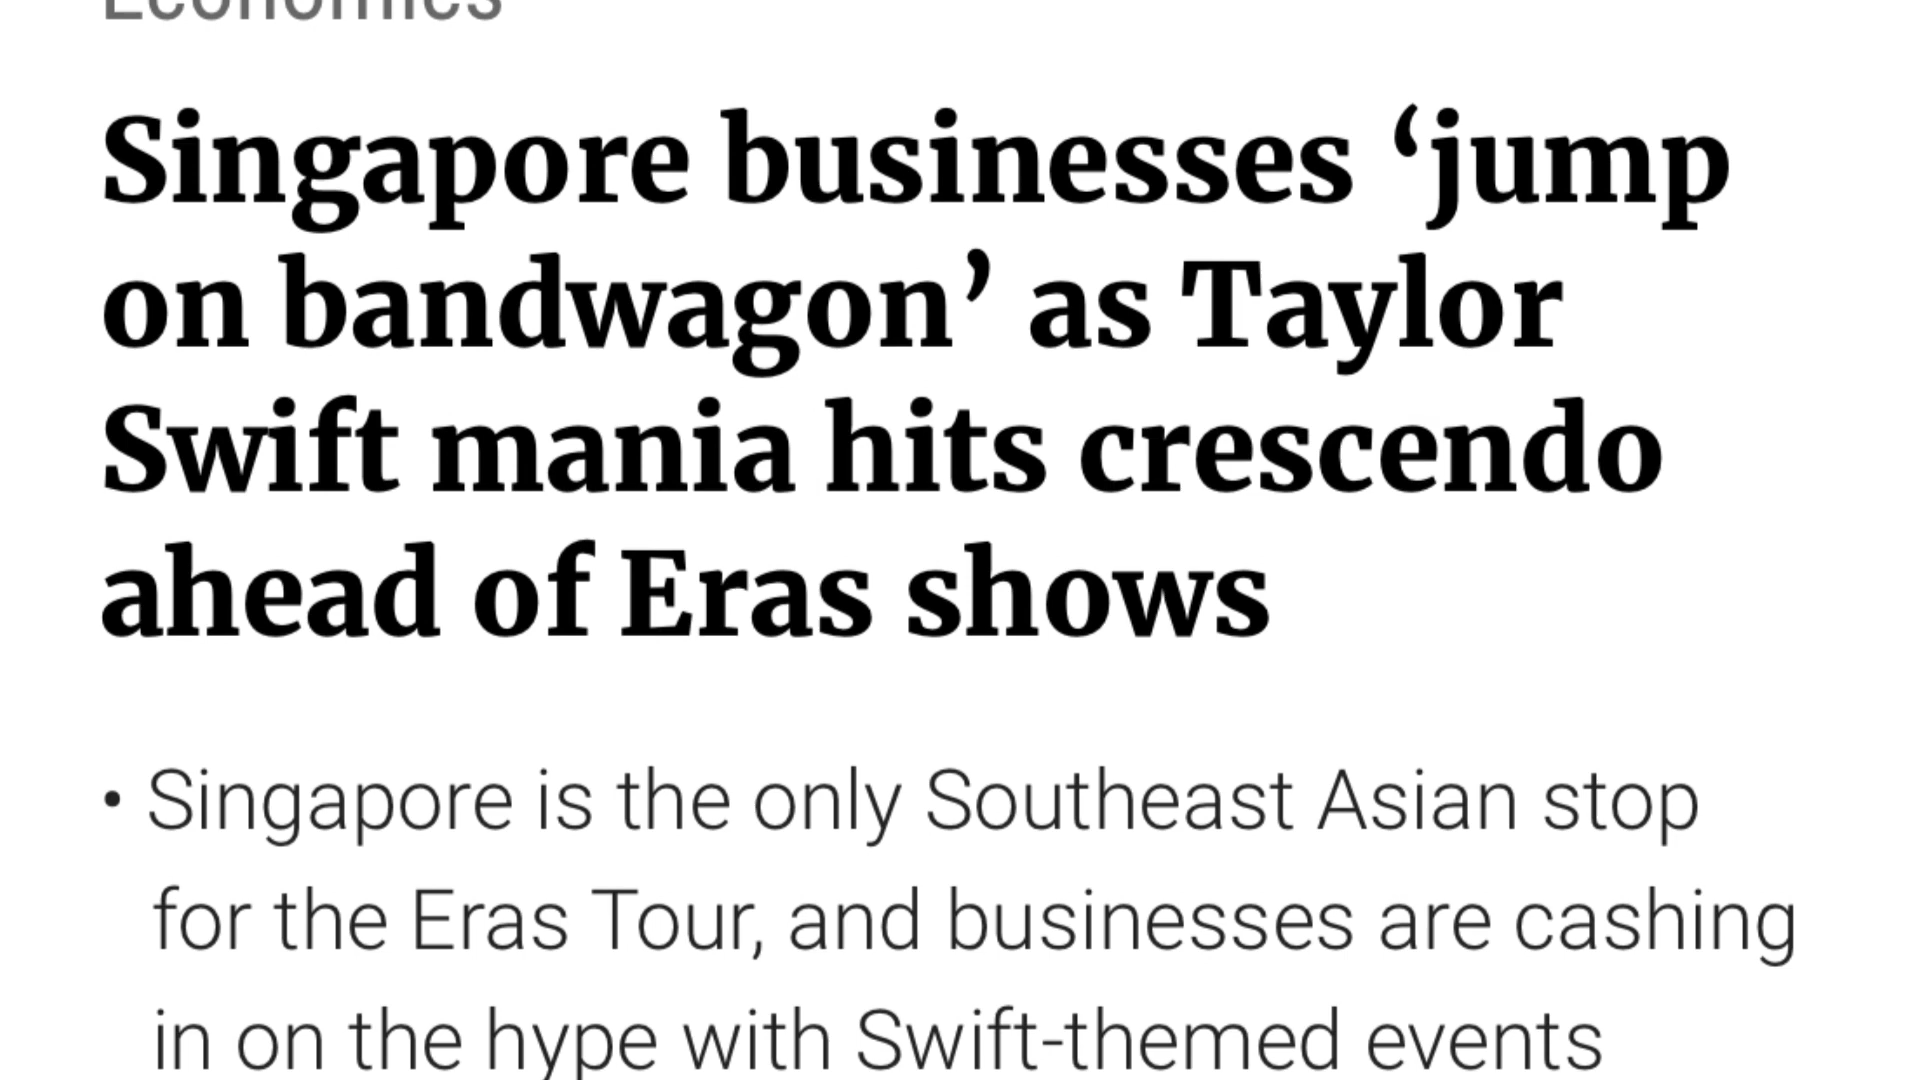 Economics
Singapore businesses ‘jump
on bandwagon’ as Taylor
Swift mania hits crescendo
ahead of Eras shows
• Singapore is the only Southeast Asian stop
for the Eras Tour, and businesses are cashing
in on the hype with Swift-themed events